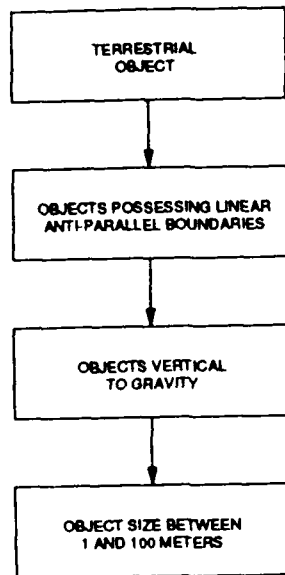 TERRESTRIAL
OBJECT
OBJECTS POSSESSING LINEAR
ANTI-PARALLEL BOUNDARIES
OBJECTS VERTICAL
TO GRAVITY
OBJECT SIZE BETWEEN
1 AND 100 METERS